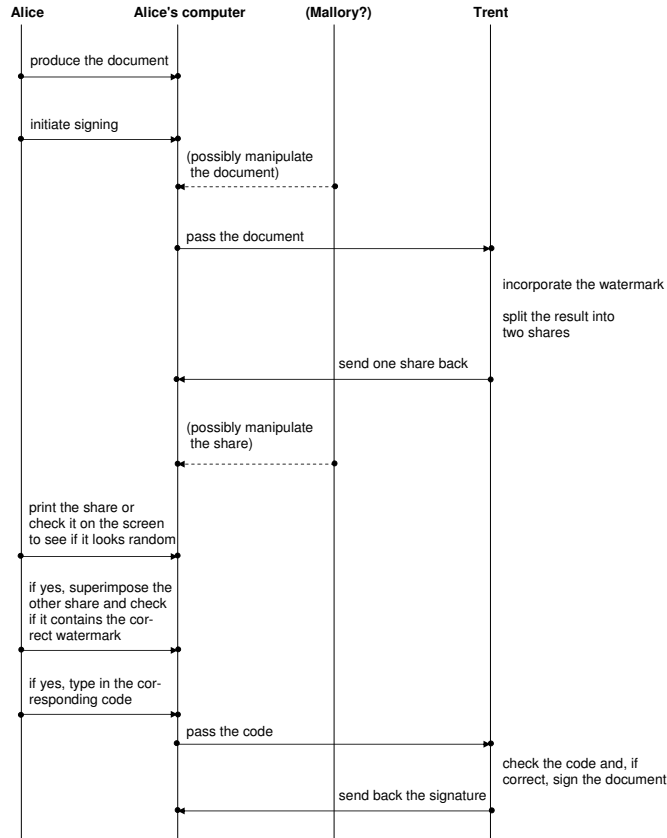 Alice Alice's computer (Mallory?) Trent
produce the document
initiate signing
(possibly manipulate
the document)
pass the document
incorporate the watermark
split the result into
two shares
send one share back
(possibly manipulate
the share)
print the share or
check it on the screen
to see if it looks random
if yes, superimpose the
other share and check
if it contains the cor-
rect watermark
if yes, type in the cor-
responding code
pass the code
check the code and, if
correct, sign the document
send back the signature